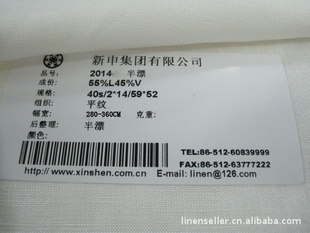 新申集团有限公司
品号: 2014 半漂
成份: 55%L45%V
规格: 40s/2*14/59*52
组织: 平纹
幅宽: 280-360CM 克重:
后整理: 半漂
颜色:
TEL:86-512-60839999
FAX:86-512-63777222
http://www.xinshen.com.cn E-mail: linen@126.com
linenseller.cn.1688.com